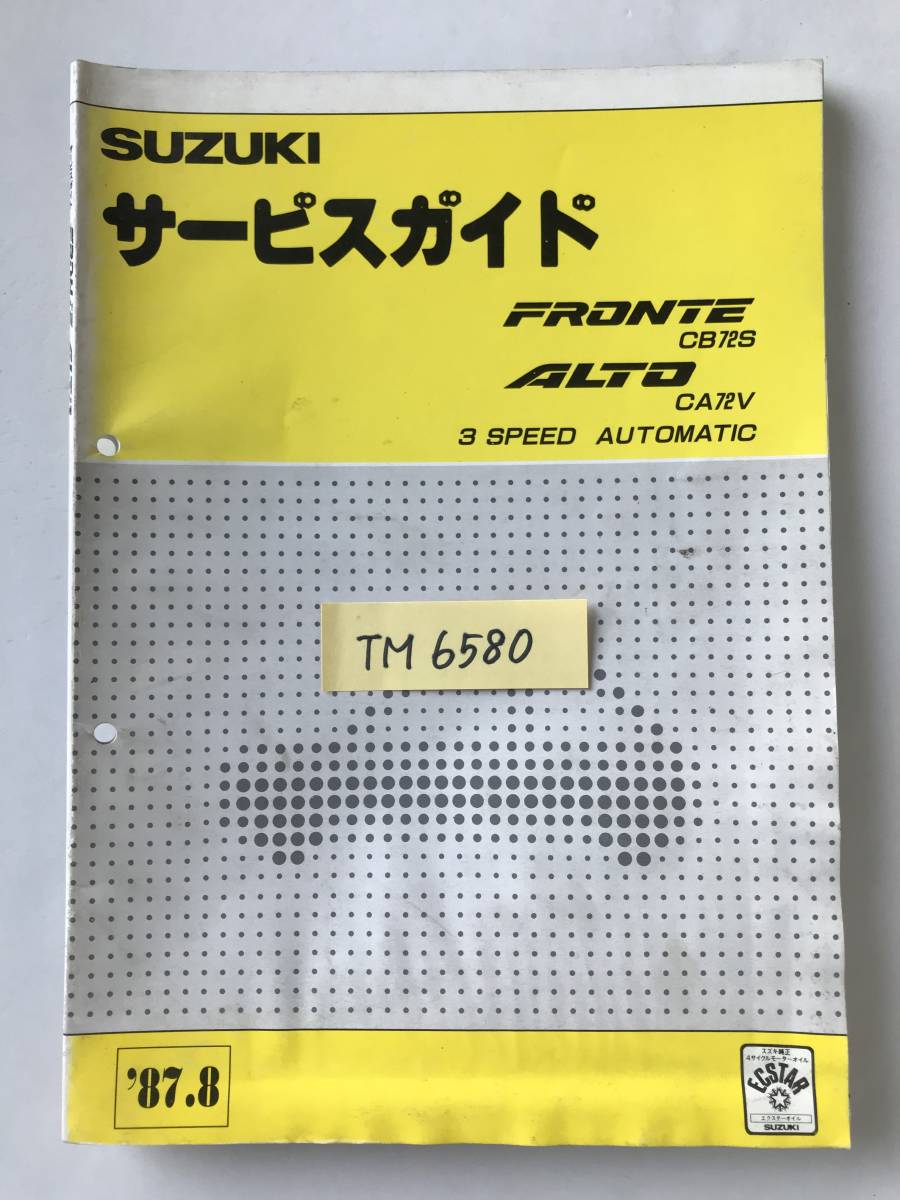 SUZUKI
サービスガイド
FRONTE
CB72S
ALTO
CA72V
3 SPEED AUTOMATIC
TM 6580
'87.8
スズキ純正
4サイクルモーターオイル
ECSTAR
エクスターオイル
SUZUKI